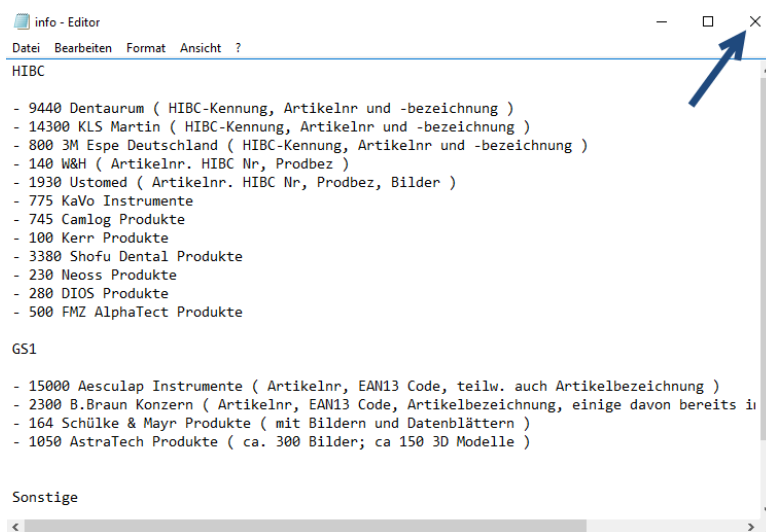 info - Editor
Datei Bearbeiten Format Ansicht ?
HIBC
- 9440 Dentaurum ( HIBC-Kennung, Artikelnr und -bezeichnung )
- 14300 KLS Martin ( HIBC-Kennung, Artikelnr und -bezeichnung )
- 800 3M Espe Deutschland ( HIBC-Kennung, Artikelnr und -bezeichnung )
- 140 W&H ( Artikelnr. HIBC Nr, Prodbez )
- 1930 Ustomed ( Artikelnr. HIBC Nr, Prodbez, Bilder )
- 775 KaVo Instrumente
- 745 Camlog Produkte
- 100 Kerr Produkte
- 3380 Shofu Dental Produkte
- 230 Neoss Produkte
- 280 DIOS Produkte
- 500 FMZ AlphaTect Produkte
GS1
- 15000 Aesculap Instrumente ( Artikelnr, EAN13 Code, teilw. auch Artikelbezeichnung )
- 2300 B.Braun Konzern ( Artikelnr, EAN13 Code, Artikelbezeichnung, einige davon bereits
- 164 Schülke & Mayr Produkte ( mit Bildern und Datenblättern )
- 1050 AstraTech Produkte ( ca. 300 Bilder; ca 150 3D Modelle )
Sonstige